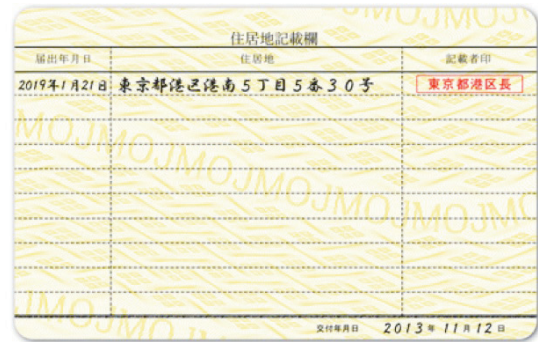 住居地記載欄
届出年月日 住居地 記載者印
2019年1月21日 東京都港区港南5丁目5番30号 東京都港区長
MOJMOJMOJMOJMOJ
交付年月日 2013年11月12日